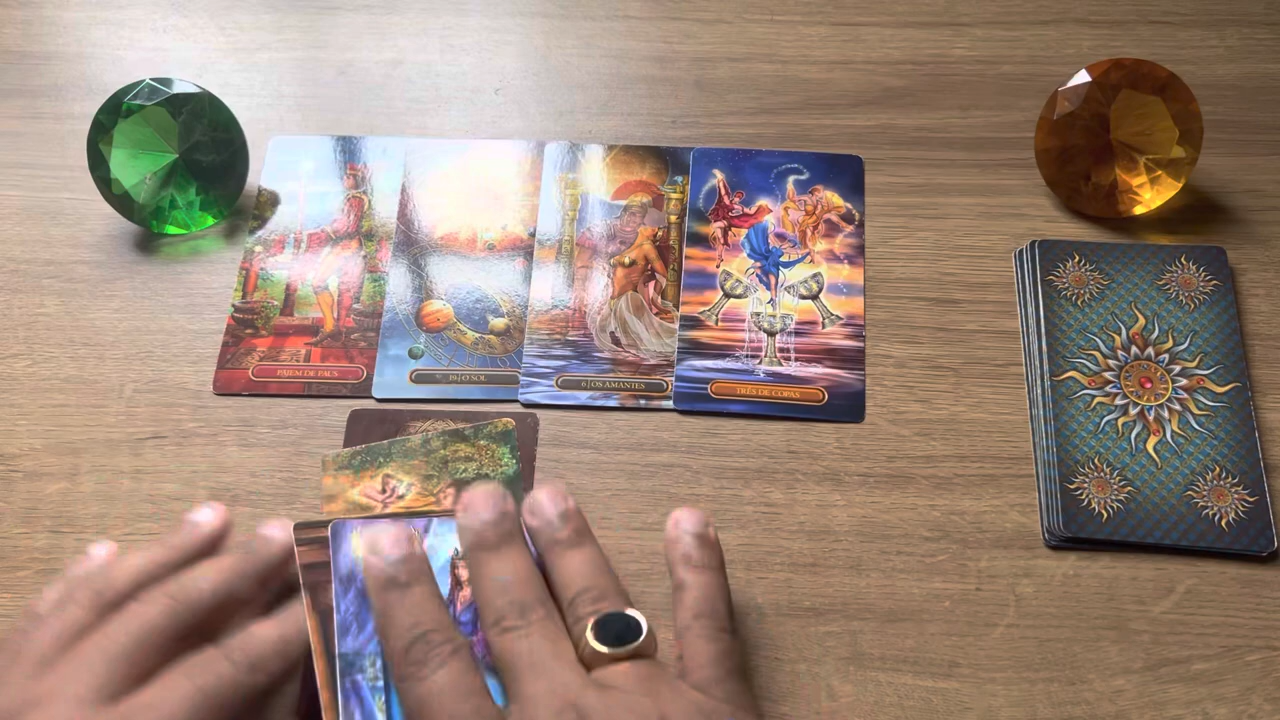 PAJEM DE PAUS
19 | O SOL
6 | OS AMANTES
TRÊS DE COPAS